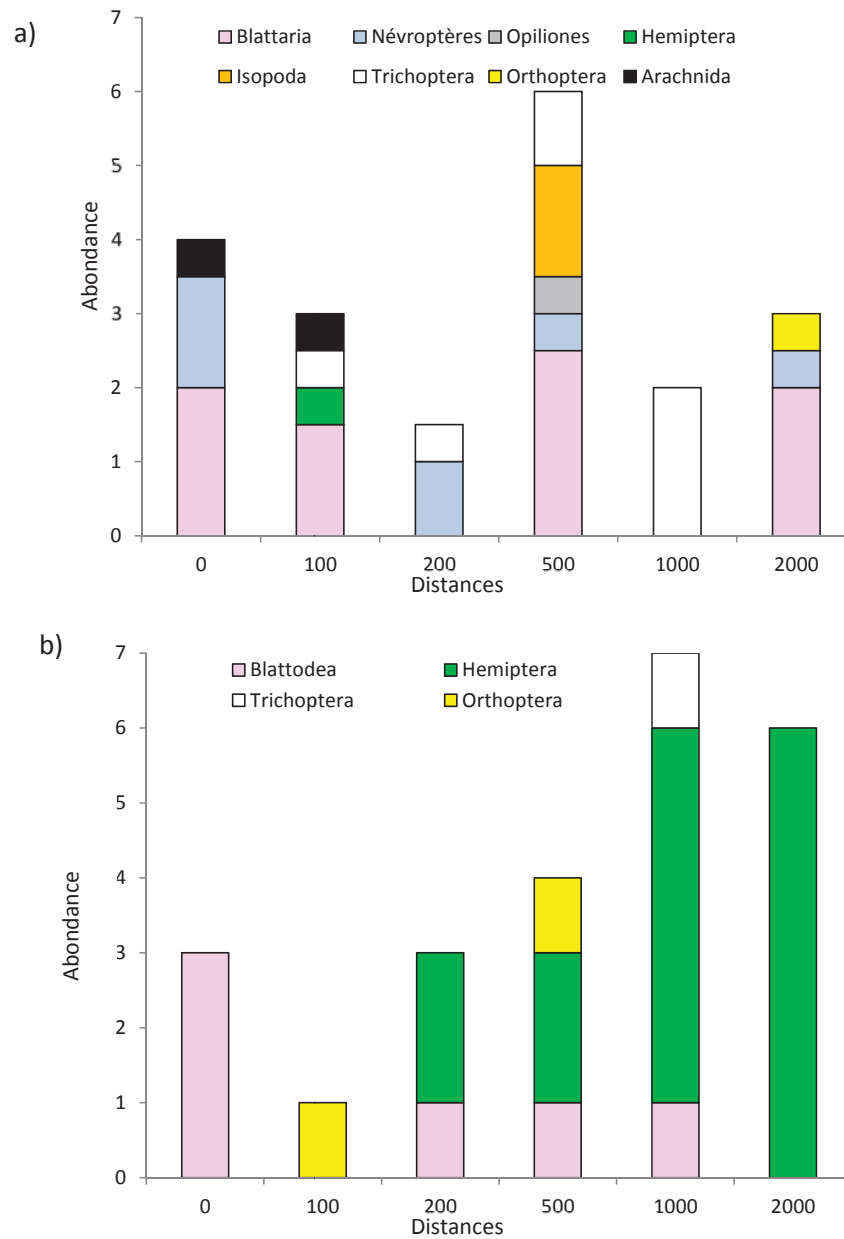 a)
Blattaria Névroptères Opiliones Hemiptera
Isopoda Trichoptera Orthoptera Arachnida
7
6
5
4
3
2
1
0
Abondance
0 100 200 500 1000 2000
Distances
b)
Blattodea Hemiptera
Trichoptera Orthoptera
7
6
5
4
3
2
1
0
Abondance
0 100 200 500 1000 2000
Distances